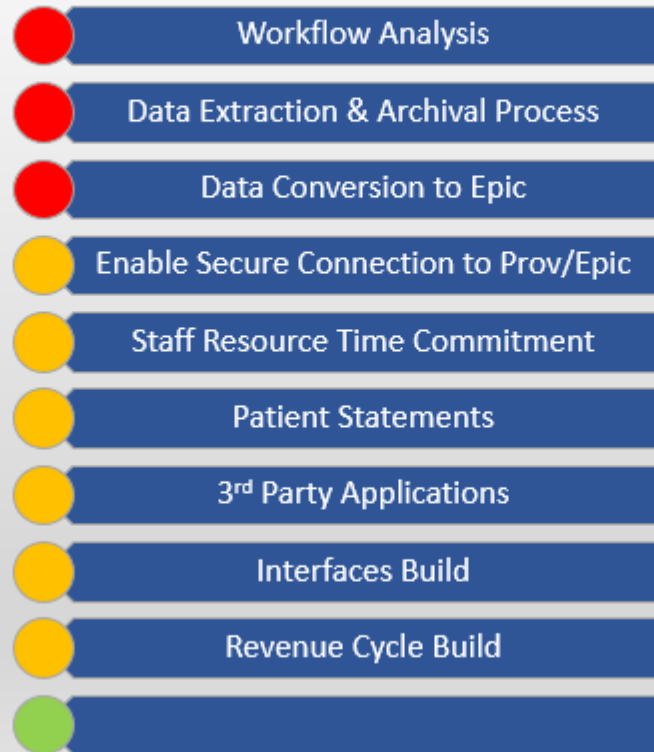 Workflow Analysis
Data Extraction & Archival Process
Data Conversion to Epic
Enable Secure Connection to Prov/Epic
Staff Resource Time Commitment
Patient Statements
3rd Party Applications
Interfaces Build
Revenue Cycle Build